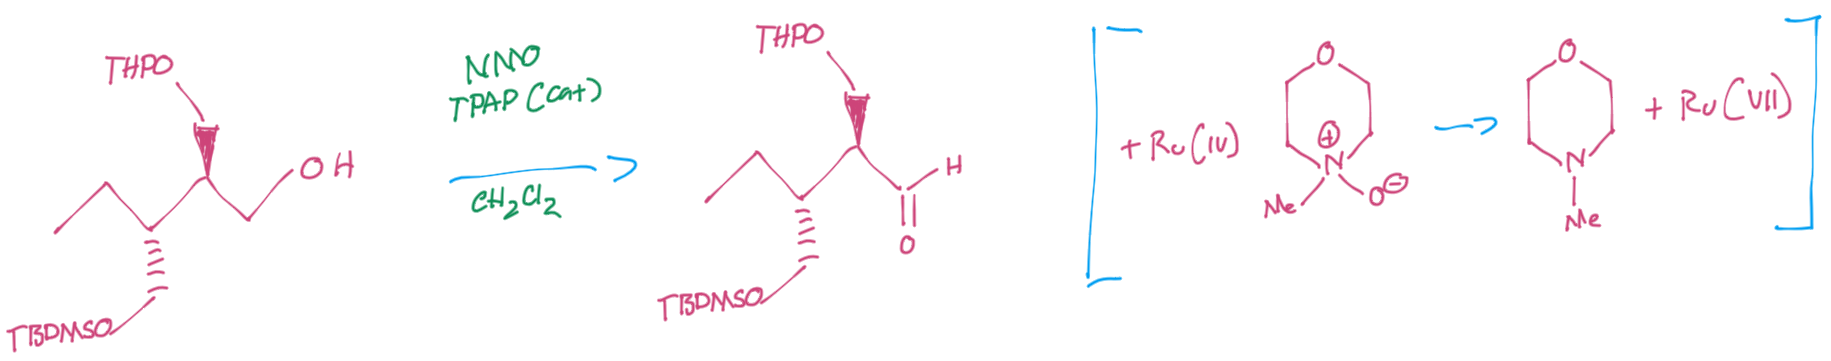 THPO
OH
TBDMSO
NMO
TPAP (cat)
CH2Cl2
THPO
H
O
TBDMSO
+ Ru(IV)
O
⊕
N
Me
O⊖
O
N
Me
+ Ru(VII)